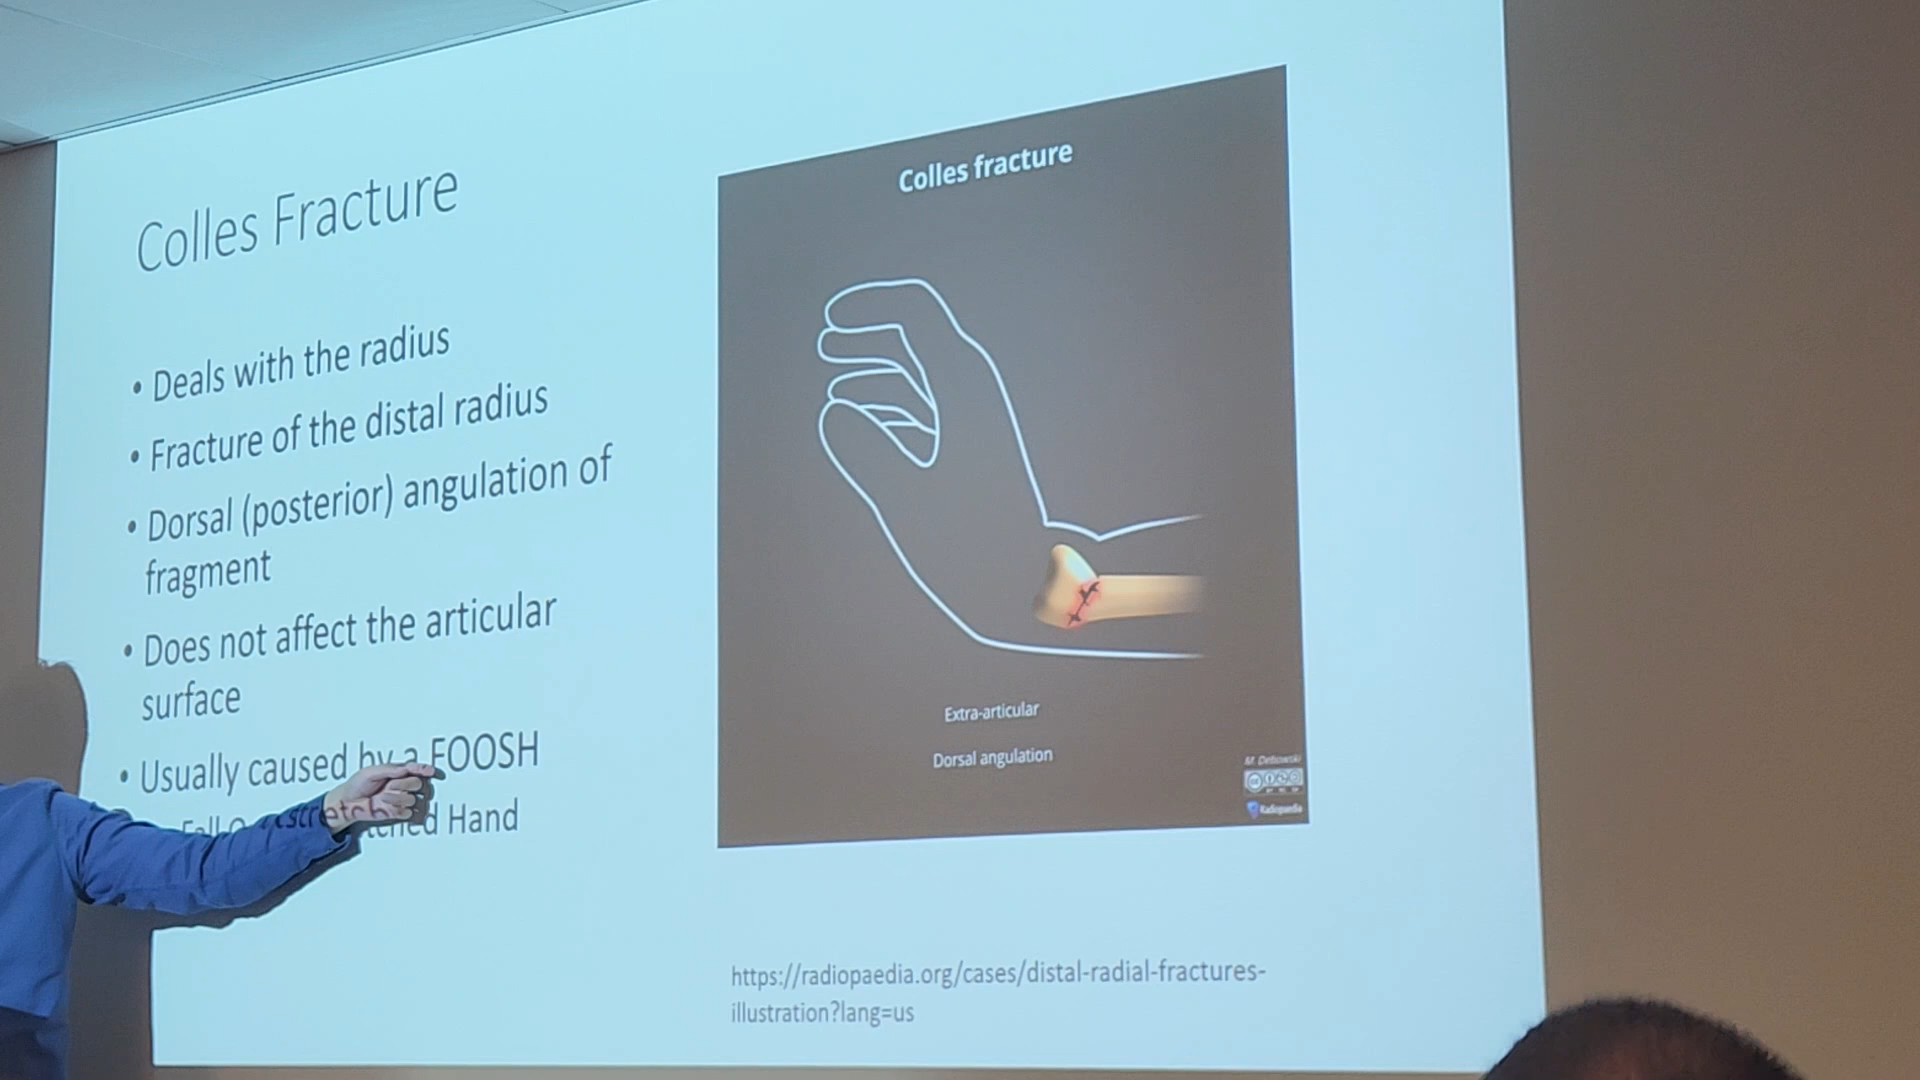 Colles Fracture
• Deals with the radius
• Fracture of the distal radius
• Dorsal (posterior) angulation of
fragment
• Does not affect the articular
surface
• Usually caused by a FOOSH
Fall Outstretched Hand
Colles fracture
Extra-articular
Dorsal angulation
M. Debowski
cc
Radiopaedia
https://radiopaedia.org/cases/distal-radial-fractures-
illustration?lang=us